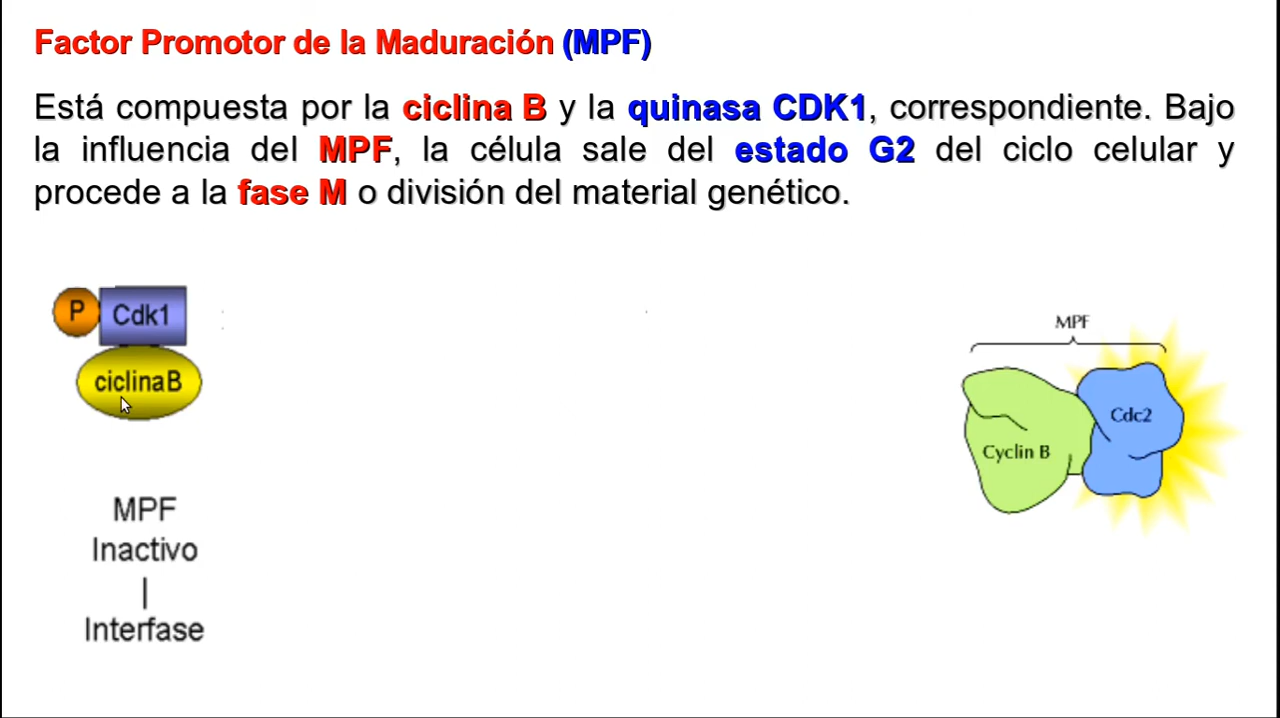 Factor Promotor de la Maduración (MPF)
Está compuesta por la ciclina B y la quinasa CDK1, correspondiente. Bajo
la influencia del MPF, la célula sale del estado G2 del ciclo celular y
procede a la fase M o división del material genético.
P Cdk1
ciclinaB
MPF
Inactivo
|
Interfase
MPF
Cdc2
Cyclin B